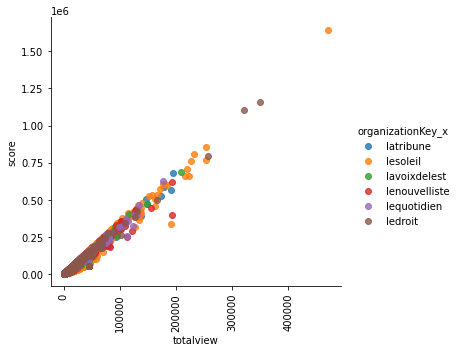 1e6
1.50
1.25
1.00
0.75
0.50
0.25
0.00
score
0
100000
200000
300000
400000
totalview
organizationKey_x
latribune
lesoleil
lavoixdelest
lenouvelliste
lequotidien
ledroit